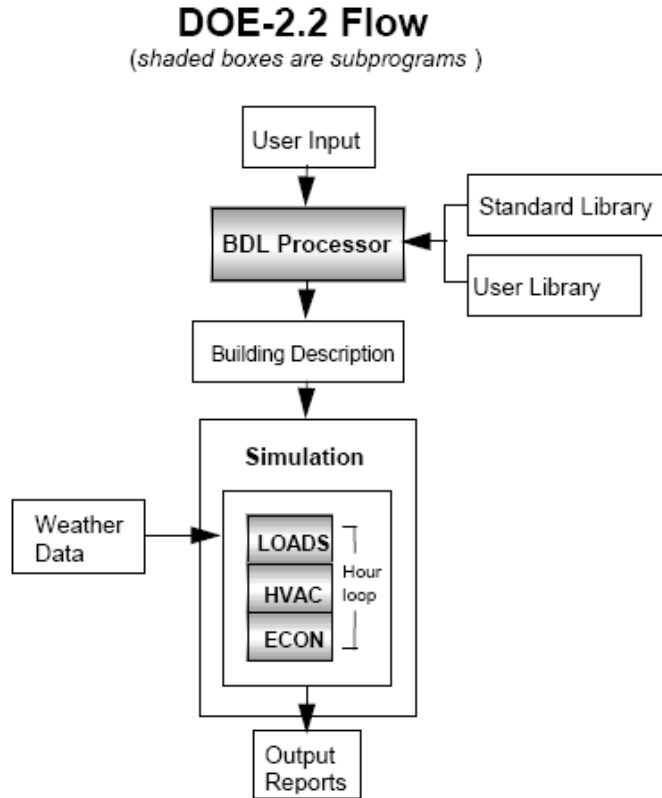 DOE-2.2 Flow
(shaded boxes are subprograms )
User Input
Standard Library
BDL Processor
User Library
Building Description
Simulation
Weather
Data
LOADS
HVAC
ECON
Hour
loop
Output
Reports